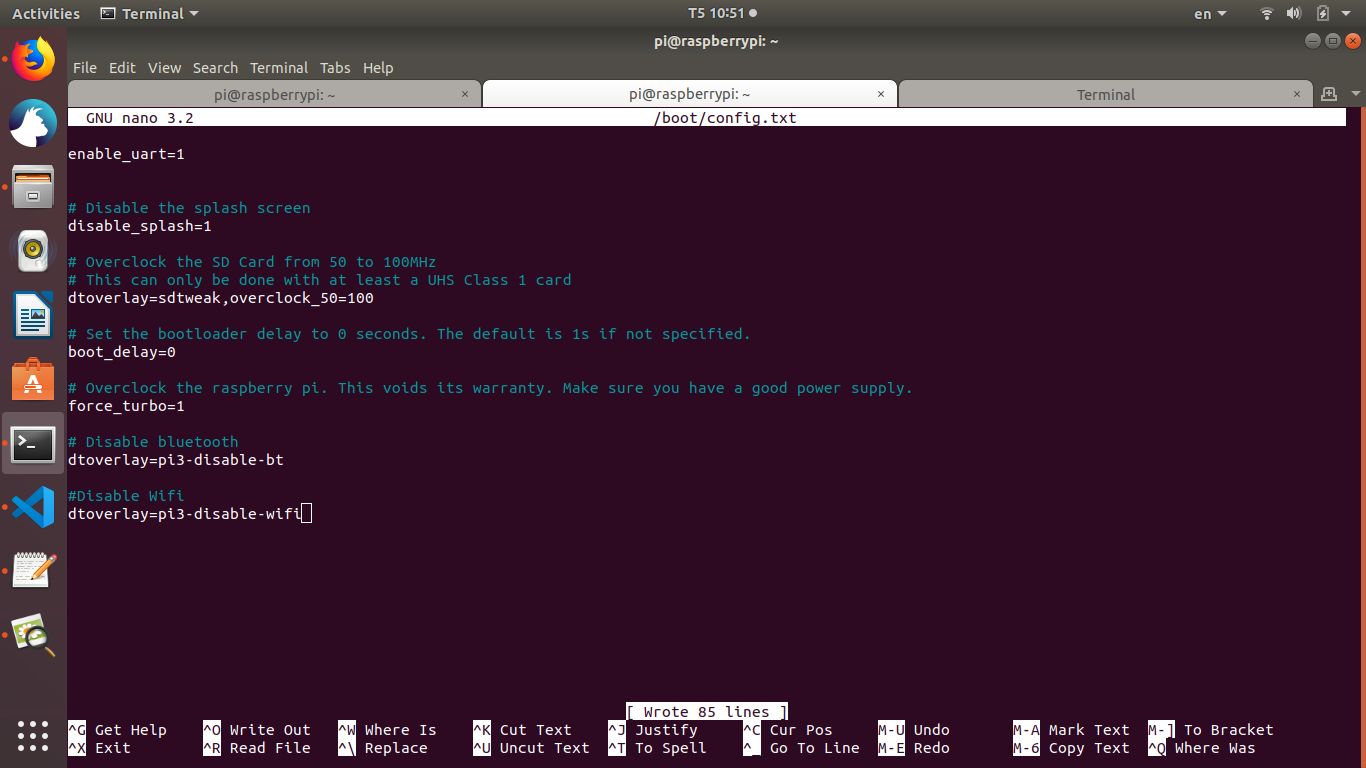 Activities Terminal T5 10:51 en
pi@raspberrypi: ~
File Edit View Search Terminal Tabs Help
pi@raspberrypi: ~ × pi@raspberrypi: ~ × Terminal ×
GNU nano 3.2 /boot/config.txt
enable_uart=1
# Disable the splash screen
disable_splash=1
# Overclock the SD Card from 50 to 100MHz
# This can only be done with at least a UHS Class 1 card
dtoverlay=sdtweak,overclock_50=100
# Set the bootloader delay to 0 seconds. The default is 1s if not specified.
boot_delay=0
# Overclock the raspberry pi. This voids its warranty. Make sure you have a good power supply.
force_turbo=1
# Disable bluetooth
dtoverlay=pi3-disable-bt
#Disable Wifi
dtoverlay=pi3-disable-wifi
[ Wrote 85 lines ]
^G Get Help ^O Write Out ^W Where Is ^K Cut Text ^J Justify ^C Cur Pos M-U Undo M-A Mark Text M-] To Bracket
^X Exit ^R Read File ^\ Replace ^U Uncut Text ^T To Spell ^_ Go To Line M-E Redo M-6 Copy Text ^Q Where Was